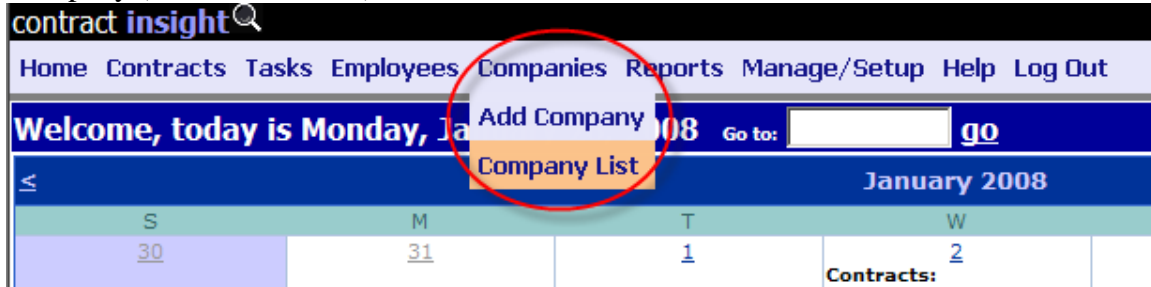 contract insight
Home Contracts Tasks Employees Companies Reports Manage/Setup Help Log Out
Add Company
Company List
Welcome, today is Monday, Ja 008 Go to: go
< January 2008
S M T W
30 31 1 2
Contracts: